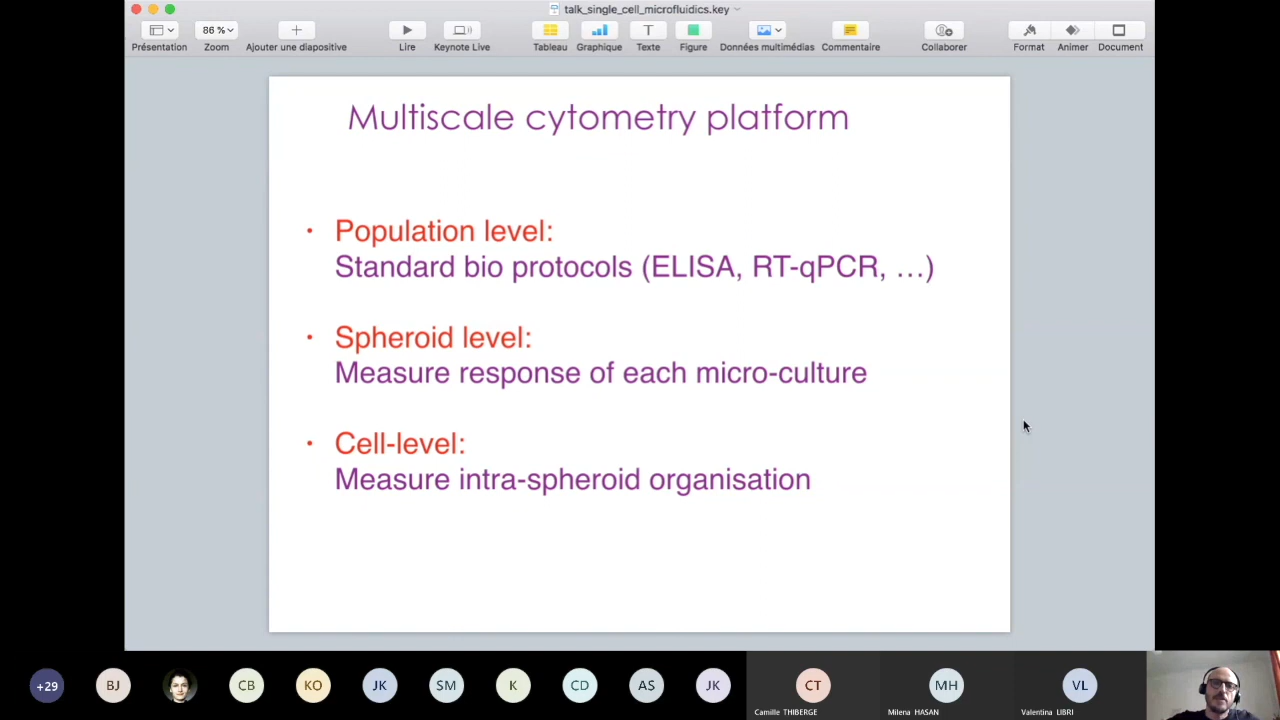 talk_single_cell_microfluidics.key
86 %
Présentation
Zoom
Ajouter une diapositive
Lire
Keynote Live
Tableau
Graphique
Texte
Figure
Données multimédias
Commentaire
Collaborer
Format
Animer
Document
Multiscale cytometry platform
• Population level:
Standard bio protocols (ELISA, RT-qPCR, …)
• Spheroid level:
Measure response of each micro-culture
• Cell-level:
Measure intra-spheroid organisation
+29
BJ
CB
KO
JK
SM
K
CD
AS
JK
CT
MH
VL
Camille THIBERGE
Milena HASAN
Valentina LIBRI